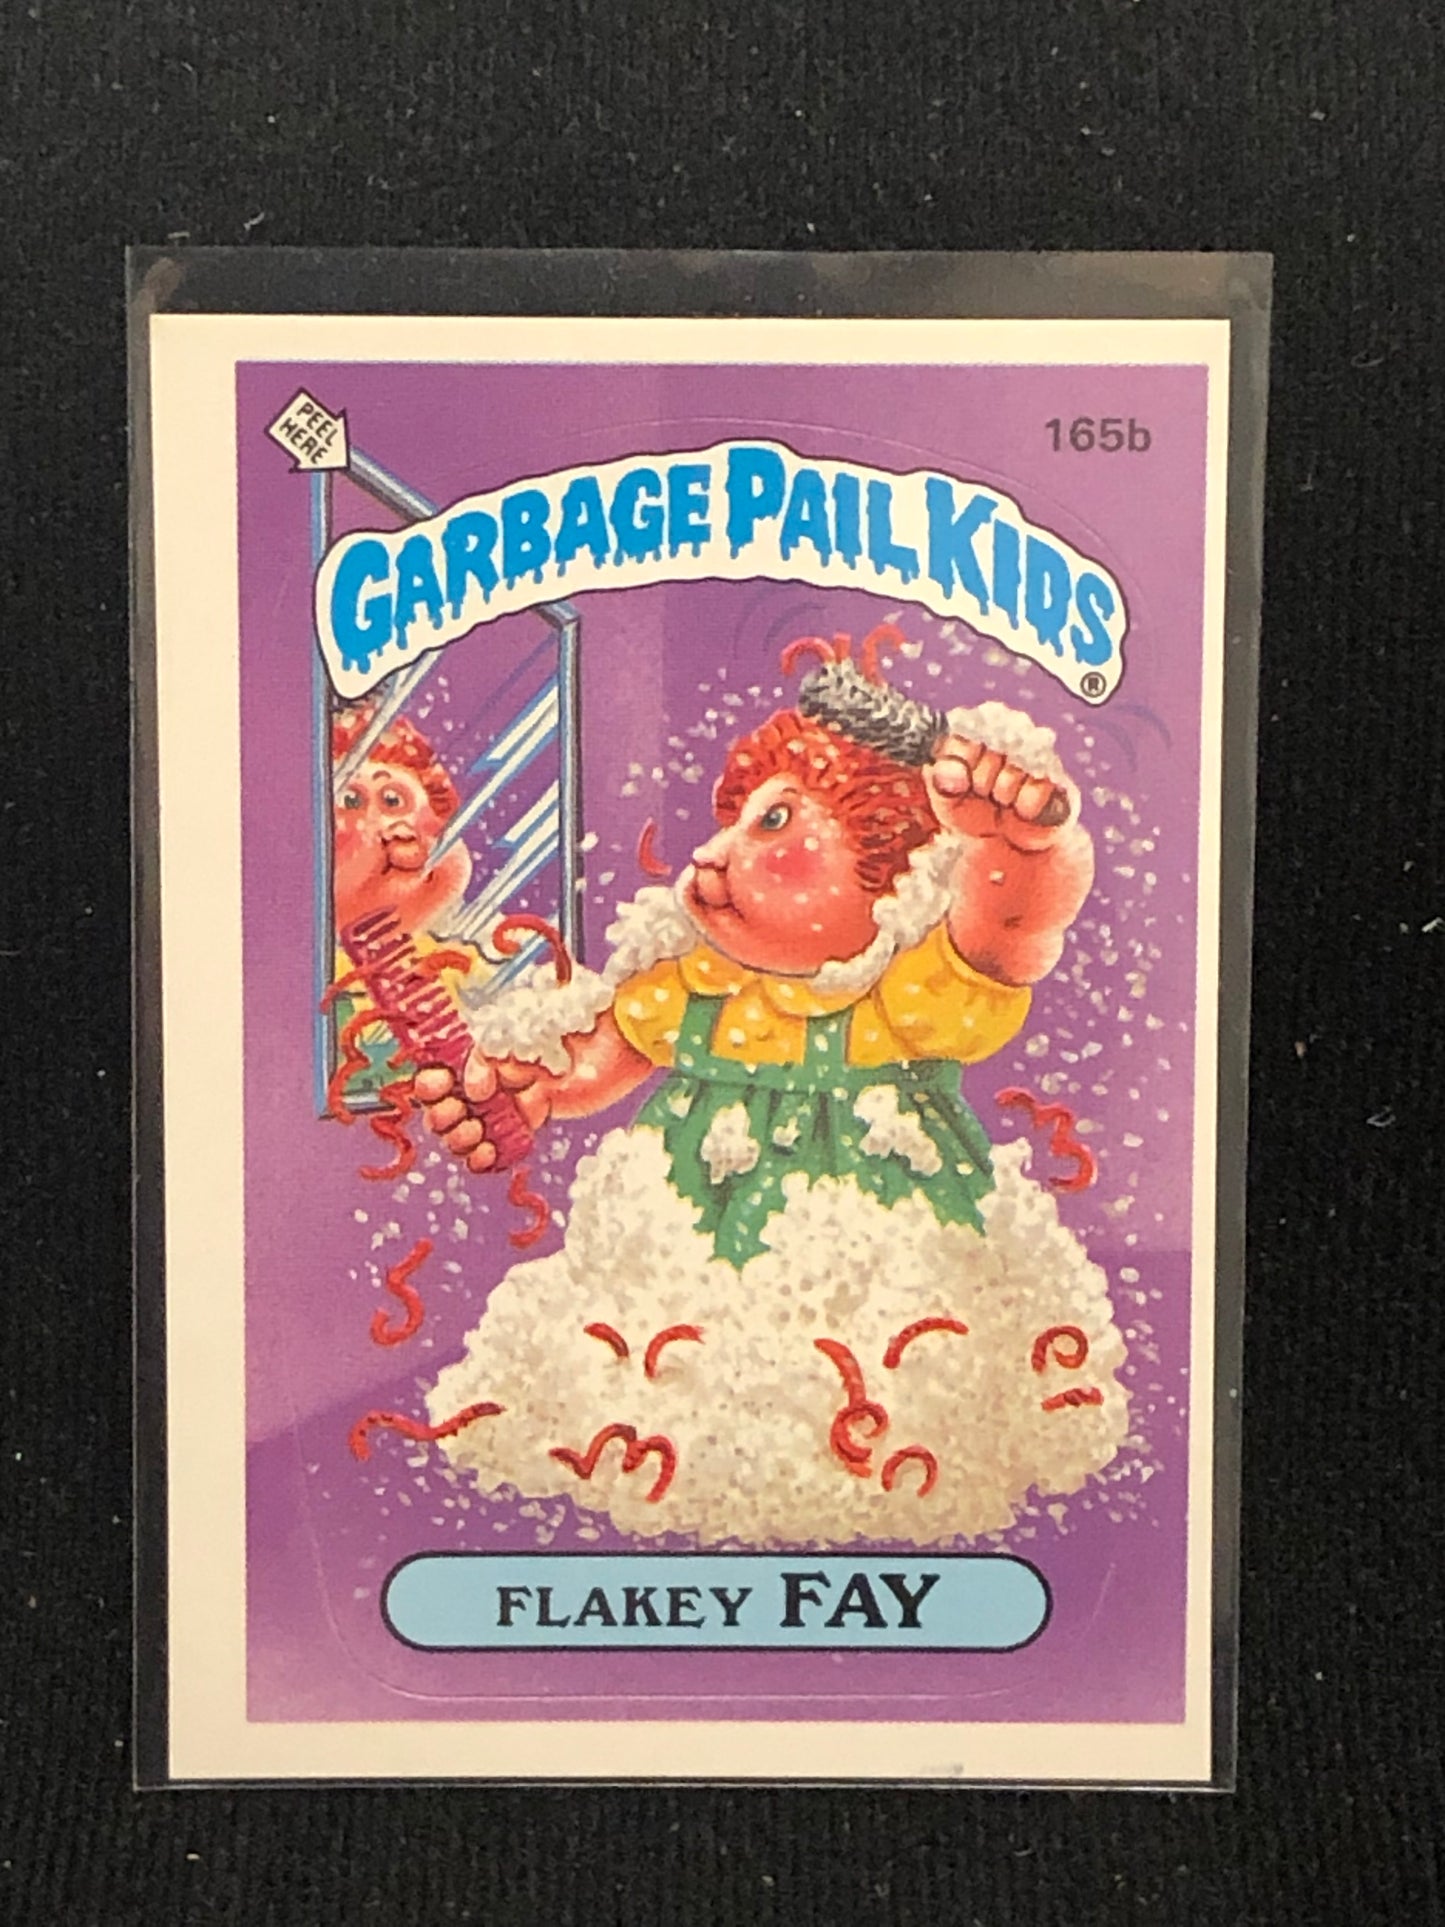 PEEL
HERE
165b
GARBAGE PAIL KIDS
®
FLAKEY FAY